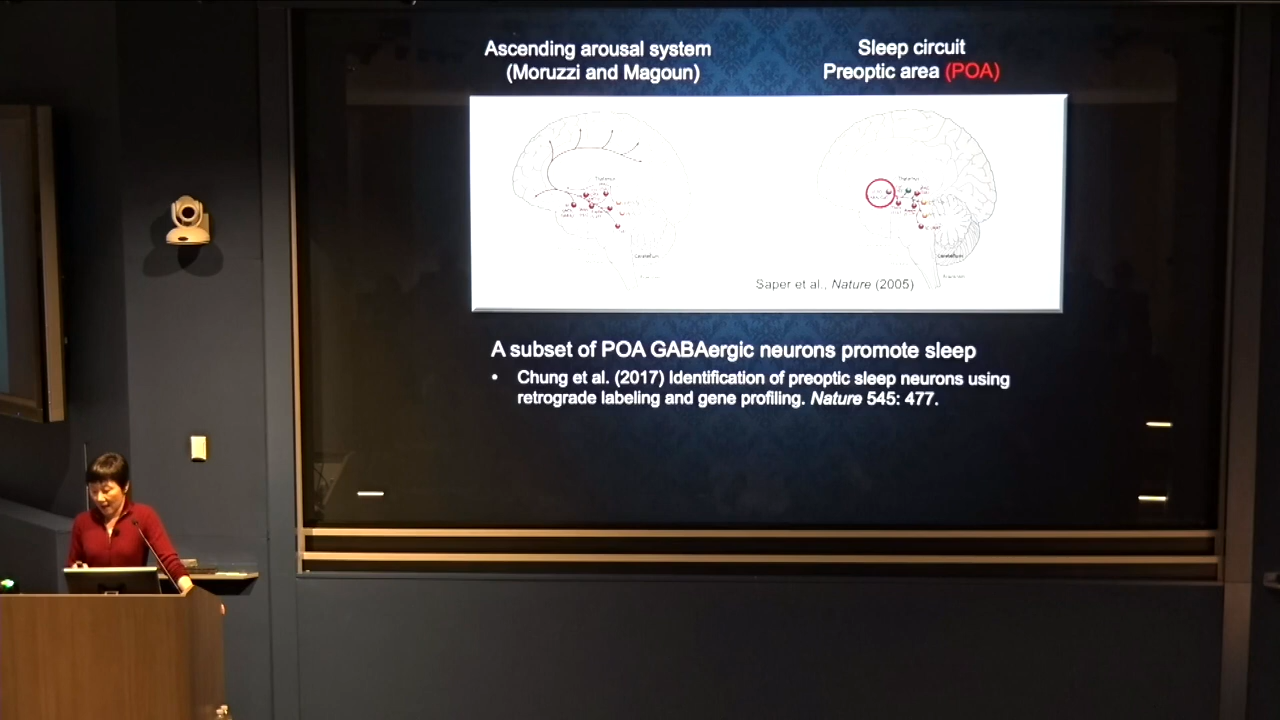 Ascending arousal system
(Moruzzi and Magoun)
Sleep circuit
Preoptic area (POA)
Thalamus
Thalamus
Cerebellum
Cerebellum
Saper et al., Nature (2005)
A subset of POA GABAergic neurons promote sleep
• Chung et al. (2017) Identification of preoptic sleep neurons using
retrograde labeling and gene profiling. Nature 545: 477.